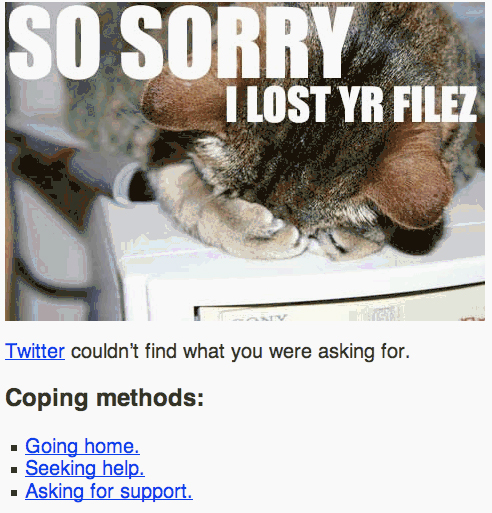 SO SORRY
I LOST YR FILEZ
SONY
Twitter couldn't find what you were asking for.
Coping methods:
Going home.
Seeking help.
Asking for support.